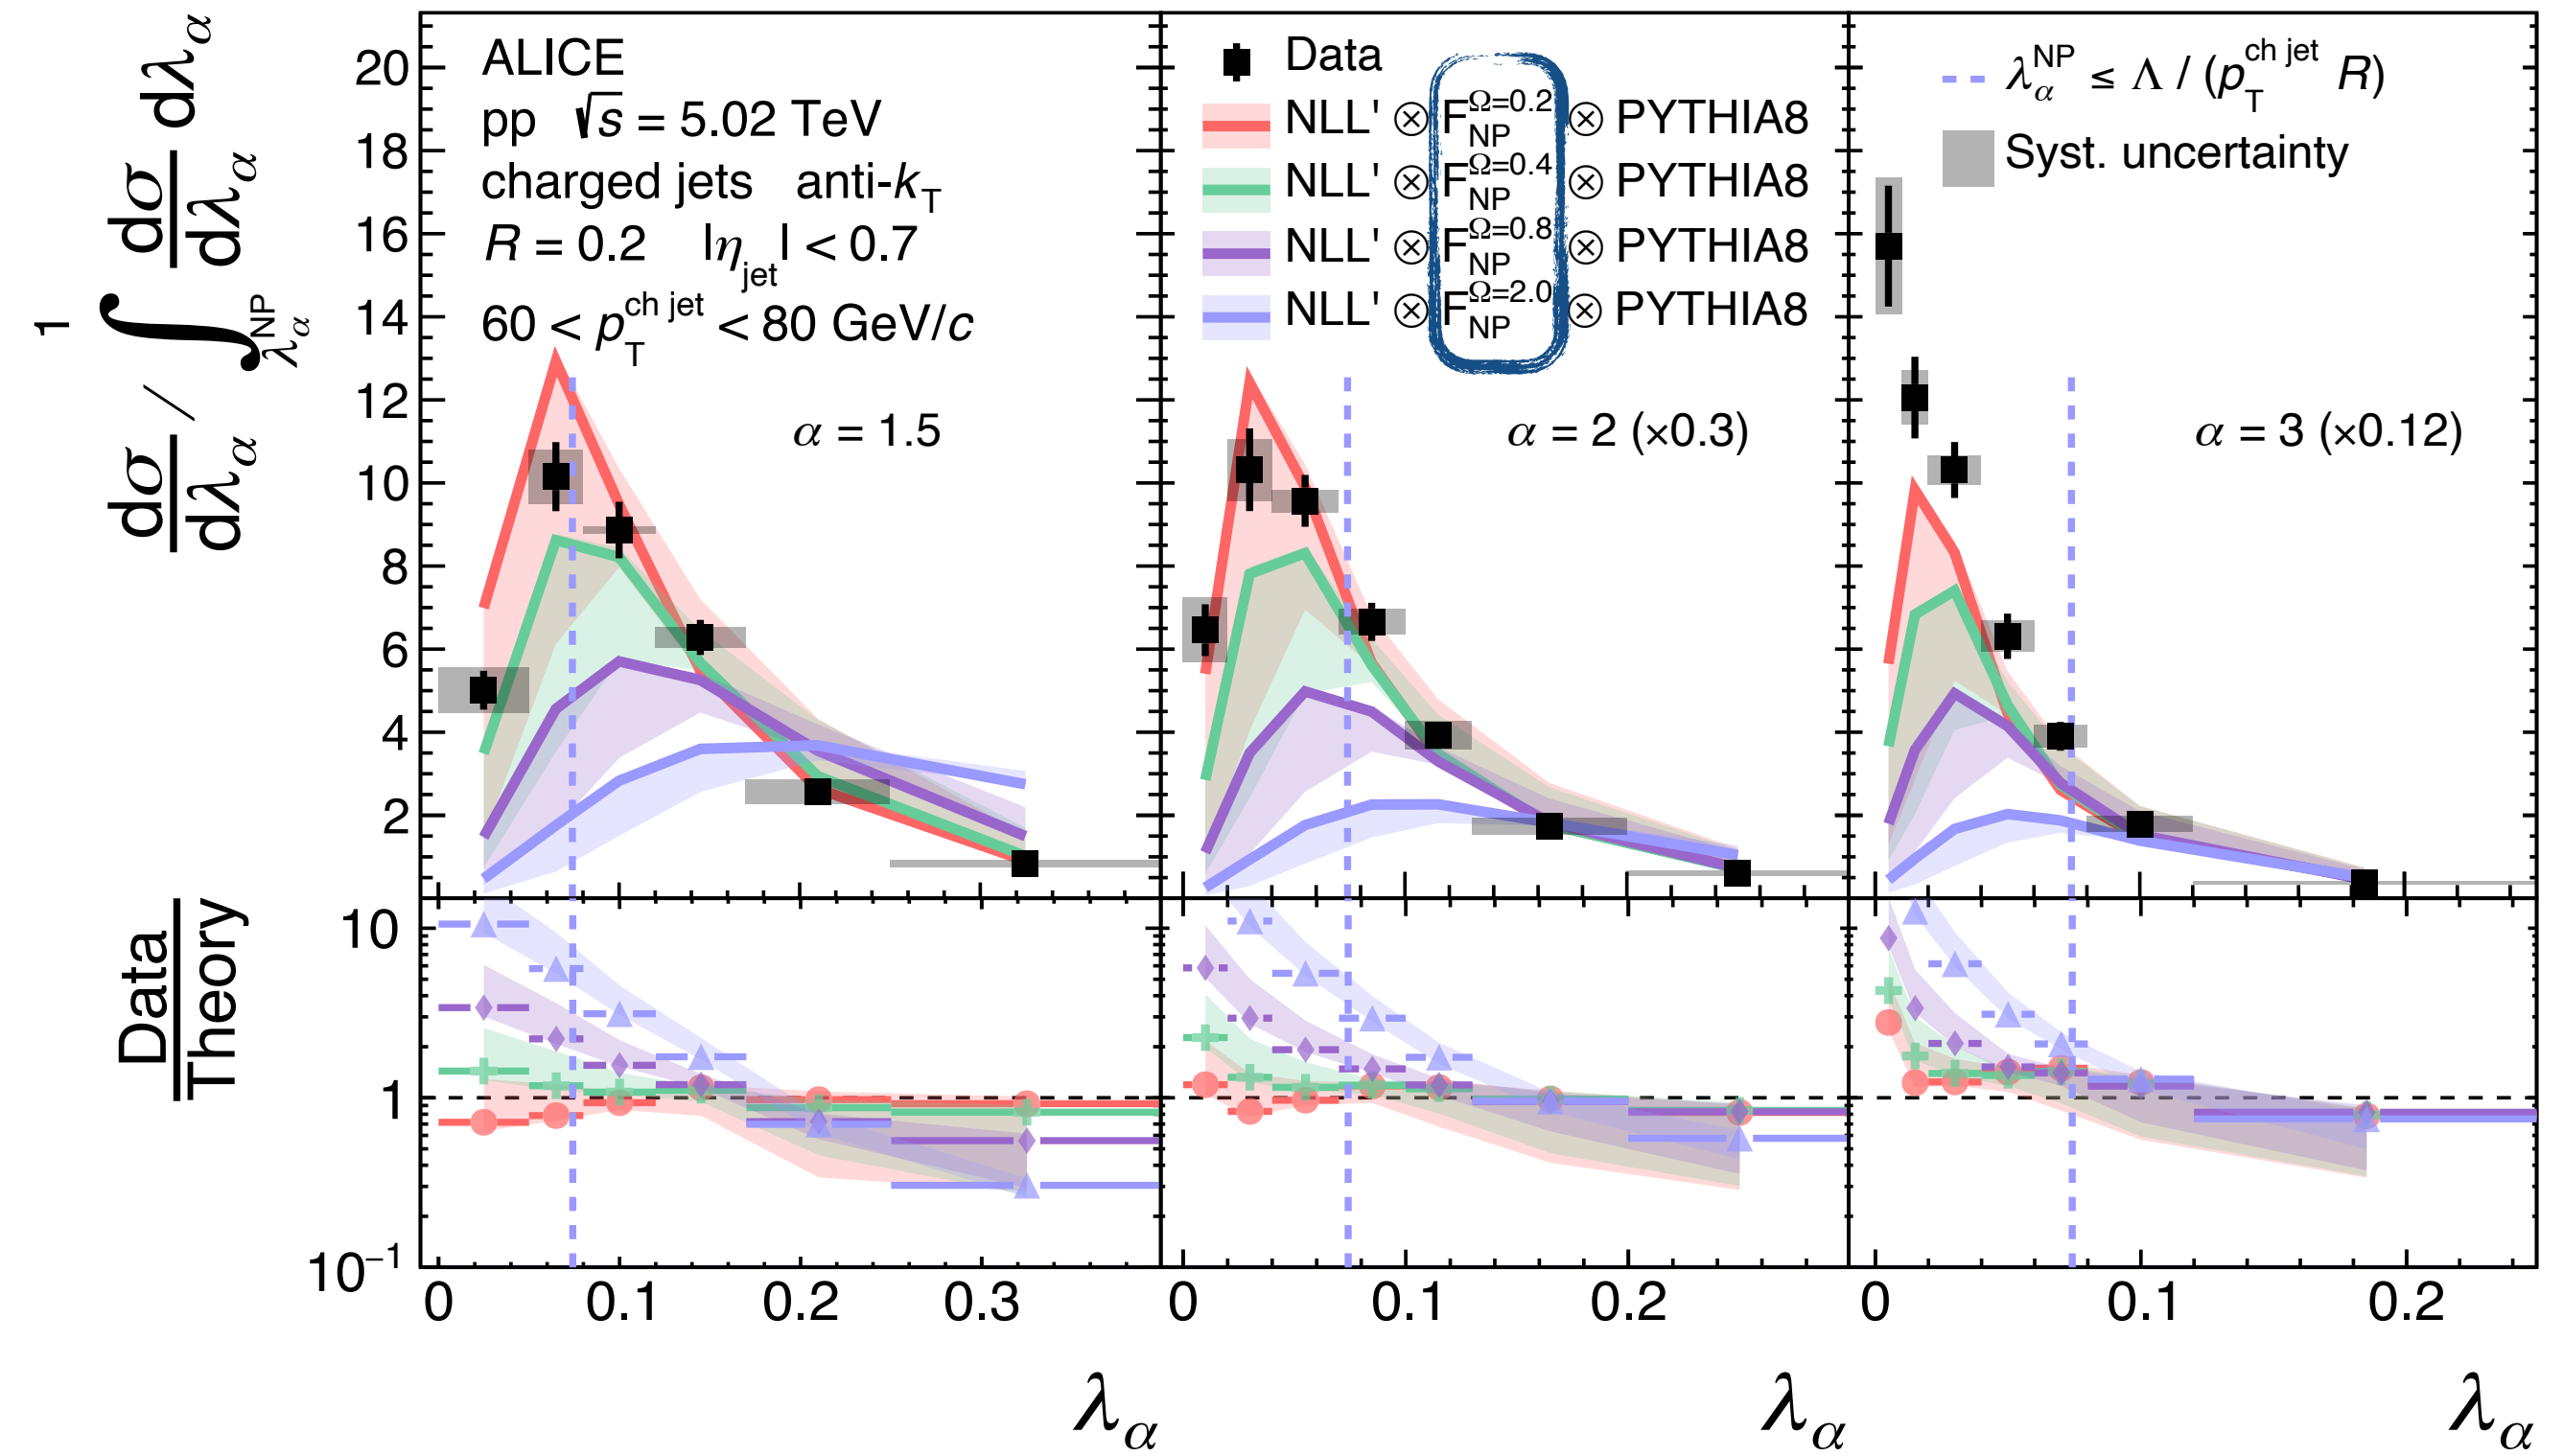 dσ/dλα / ∫λαNP dσ/dλα dλα
1
20
18
16
14
12
10
8
6
4
2
ALICE
pp √s = 5.02 TeV
charged jets anti-kT
R = 0.2 |ηjet| < 0.7
60 < pTch jet < 80 GeV/c
α = 1.5
Data
NLL' ⊗ FNPΩ=0.2 ⊗ PYTHIA8
NLL' ⊗ FNPΩ=0.4 ⊗ PYTHIA8
NLL' ⊗ FNPΩ=0.8 ⊗ PYTHIA8
NLL' ⊗ FNPΩ=2.0 ⊗ PYTHIA8
α = 2 (×0.3)
λαNP ≤ Λ / (pTch jet R)
Syst. uncertainty
α = 3 (×0.12)
Data
Theory
10
1
10−1
0 0.1 0.2 0.3
0 0.1 0.2
0 0.1 0.2
λα
λα
λα